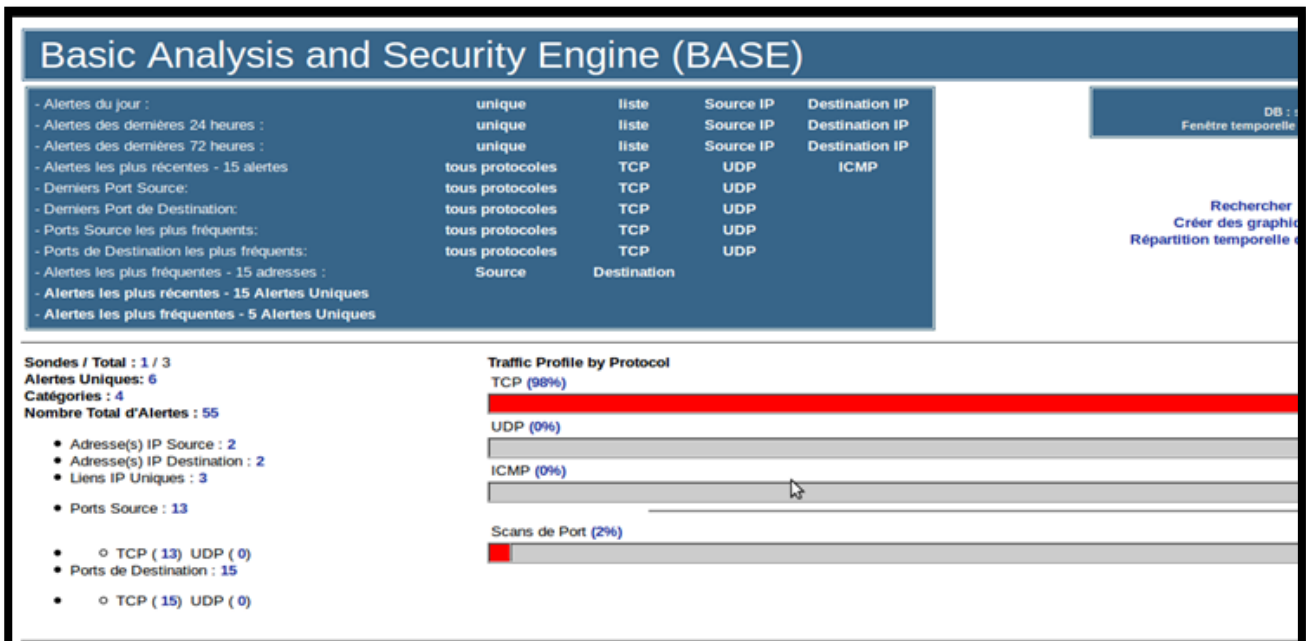 Basic Analysis and Security Engine (BASE)
- Alertes du jour : unique liste Source IP Destination IP
- Alertes des dernières 24 heures : unique liste Source IP Destination IP
- Alertes des dernières 72 heures : unique liste Source IP Destination IP
- Alertes les plus récentes - 15 alertes tous protocoles TCP UDP ICMP
- Derniers Port Source: tous protocoles TCP UDP
- Derniers Port de Destination: tous protocoles TCP UDP
- Ports Source les plus fréquents: tous protocoles TCP UDP
- Ports de Destination les plus fréquents: tous protocoles TCP UDP
- Alertes les plus fréquentes - 15 adresses : Source Destination
- Alertes les plus récentes - 15 Alertes Uniques
- Alertes les plus fréquentes - 5 Alertes Uniques
DB :
Fenêtre temporelle
Rechercher
Créer des
Répartition temporelle
Sondes / Total : 1 / 3
Alertes Uniques: 6
Catégories : 4
Nombre Total d'Alertes : 55
• Adresse(s) IP Source : 2
• Adresse(s) IP Destination : 2
• Liens IP Uniques : 3
• Ports Source : 13
• ○ TCP ( 13) UDP ( 0)
• Ports de Destination : 15
• ○ TCP ( 15) UDP ( 0)
Traffic Profile by Protocol
TCP (98%)
UDP (0%)
ICMP (0%)
Scans de Port (2%)